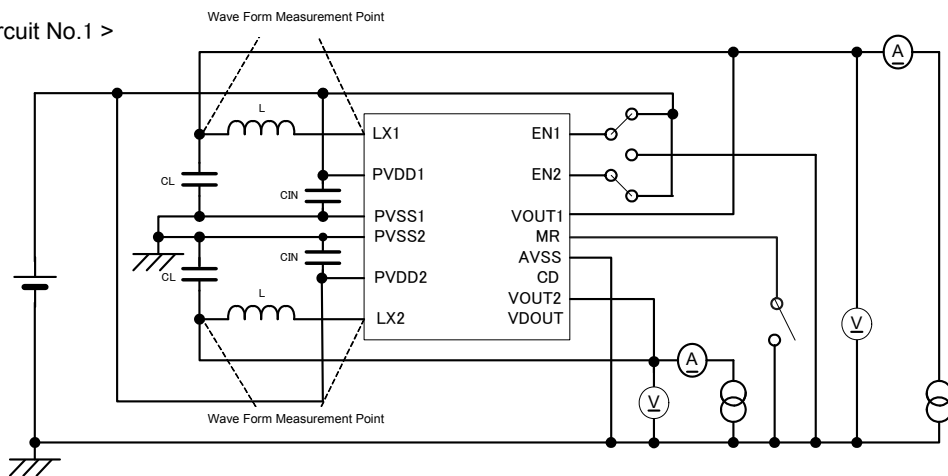 Wave Form Measurement Point
rcuit No.1 >
A
L
LX1
EN1
PVDD1
EN2
CL
CIN
PVSS1
VOUT1
PVSS2
MR
AVSS
CIN
CL
PVDD2
CD
L
VOUT2
LX2
VDOUT
V
A
V
Wave Form Measurement Point